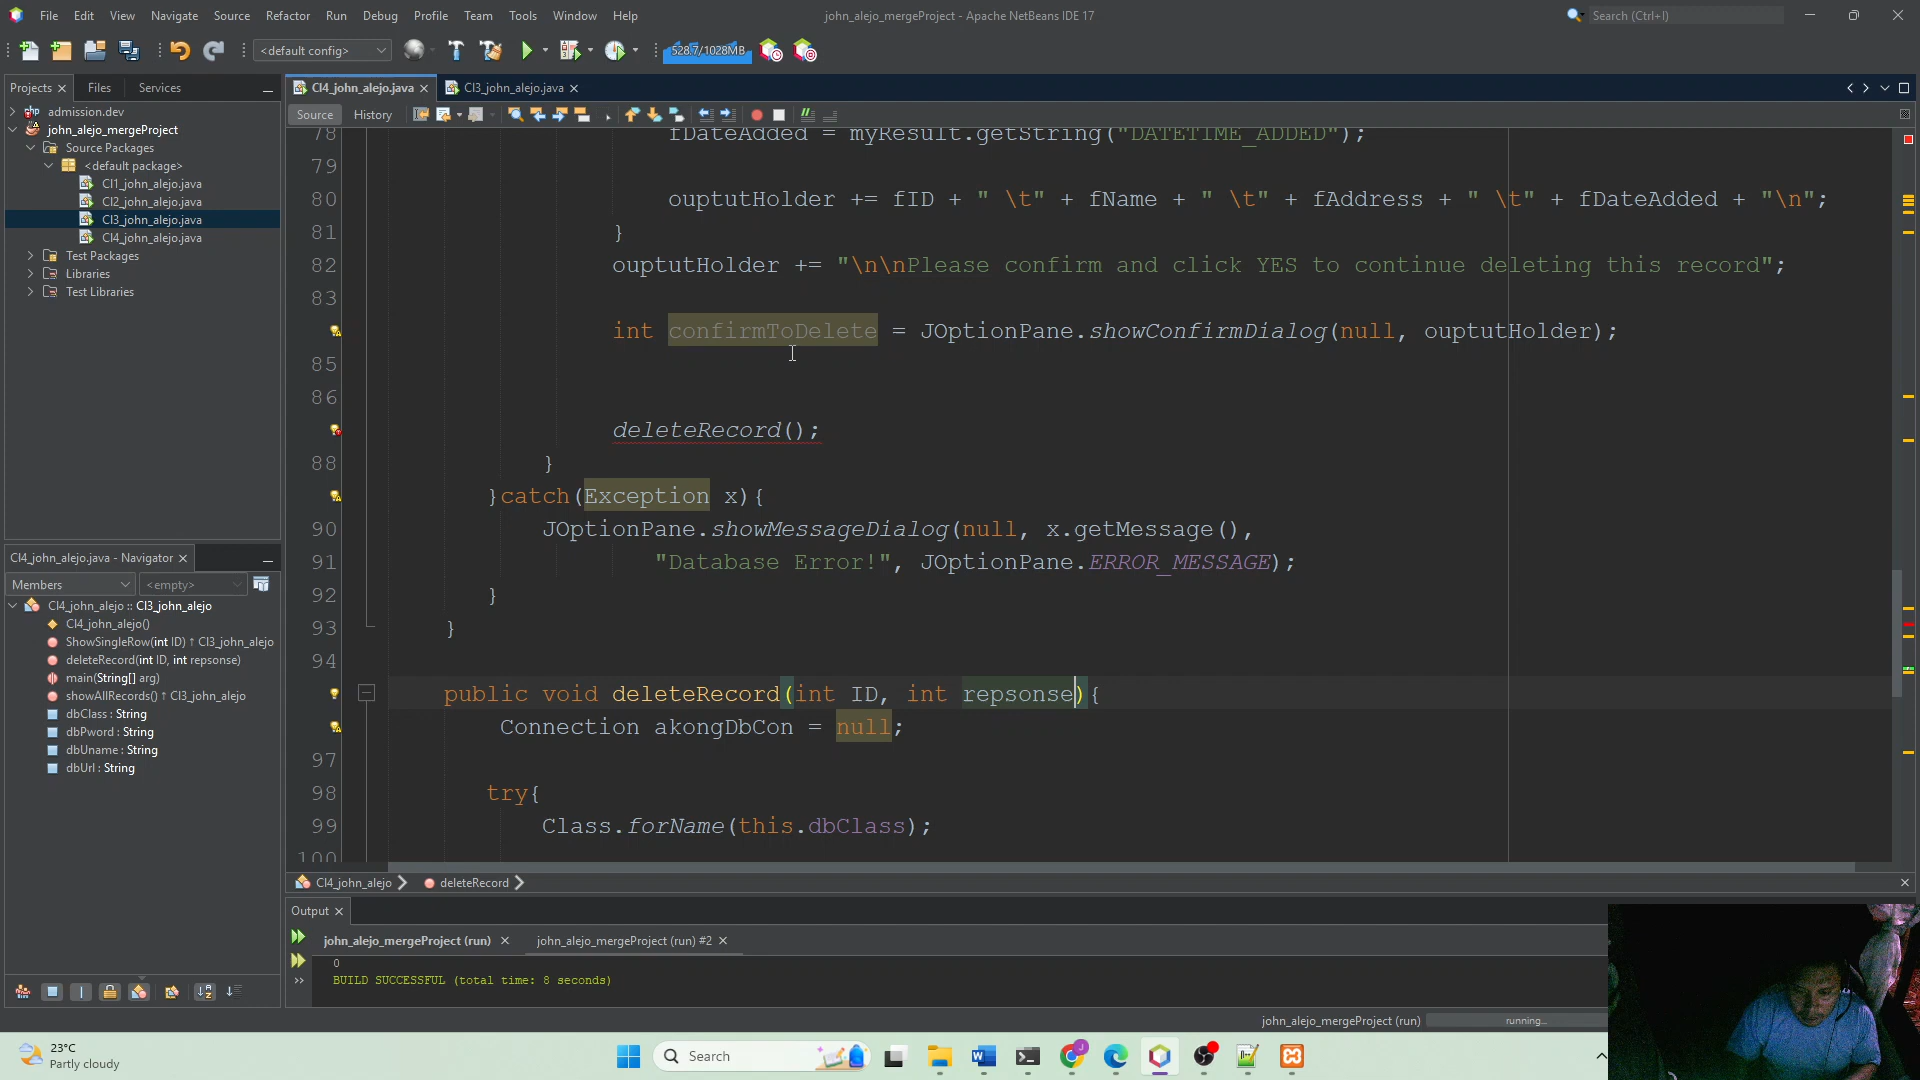 File Edit View Navigate Source Refactor Run Debug Profile Team Tools Window Help
john_alejo_mergeProject - Apache NetBeans IDE 17
Search (Ctrl+I)
<default config>
528.7/1028MB
Projects Files Services
admission.dev
john_alejo_mergeProject
Source Packages
<default package>
CI1_john_alejo.java
CI2_john_alejo.java
CI3_john_alejo.java
CI4_john_alejo.java
Test Packages
Libraries
Test Libraries
CI4_john_alejo.java - Navigator
Members <empty>
CI4_john_alejo :: CI3_john_alejo
CI4_john_alejo()
ShowSingleRow(int ID) ↑ CI3_john_alejo
deleteRecord(int ID, int repsonse)
main(String[] arg)
showAllRecords() ↑ CI3_john_alejo
dbClass : String
dbPword : String
dbUname : String
dbUrl : String
CI4_john_alejo.java CI3_john_alejo.java
Source History
78 fDateAdded = myResult.getString("DATETIME_ADDED");
79
80 ouptutHolder += fID + " \t" + fName + " \t" + fAddress + " \t" + fDateAdded + "\n";
81 }
82 ouptutHolder += "\n\nPlease confirm and click YES to continue deleting this record";
83
int confirmToDelete = JOptionPane.showConfirmDialog(null, ouptutHolder);
85
86
deleteRecord();
88 }
}catch(Exception x){
90 JOptionPane.showMessageDialog(null, x.getMessage(),
91 "Database Error!", JOptionPane.ERROR_MESSAGE);
92 }
93 }
94
public void deleteRecord(int ID, int repsonse){
Connection akongDbCon = null;
97
98 try{
99 Class.forName(this.dbClass);
100
CI4_john_alejo deleteRecord
Output
john_alejo_mergeProject (run) john_alejo_mergeProject (run) #2
0
BUILD SUCCESSFUL (total time: 8 seconds)
john_alejo_mergeProject (run) running...
23°C
Partly cloudy
Search